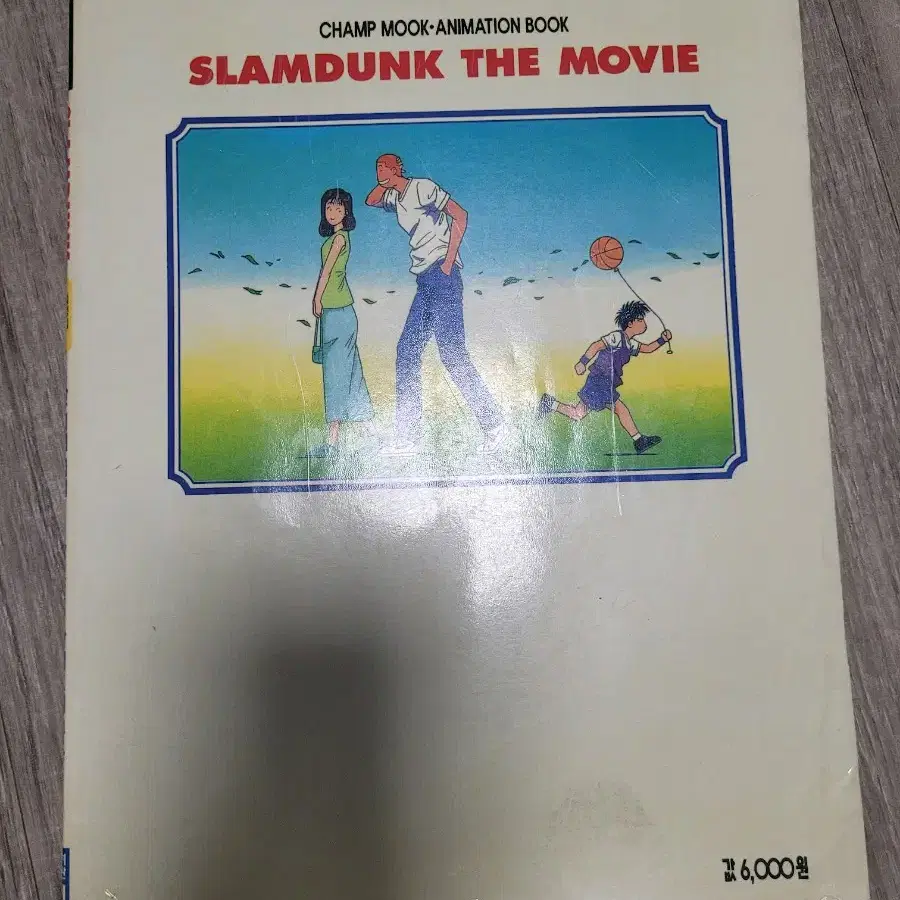 CHAMP MOOK·ANIMATION BOOK
SLAMDUNK THE MOVIE
값 6,000원